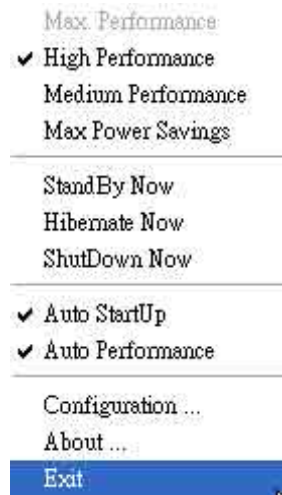 Max. Performance
High Performance
Medium Performance
Max Power Savings
StandBy Now
Hibernate Now
ShutDown Now
Auto StartUp
Auto Performance
Configuration ...
About ...
Exit